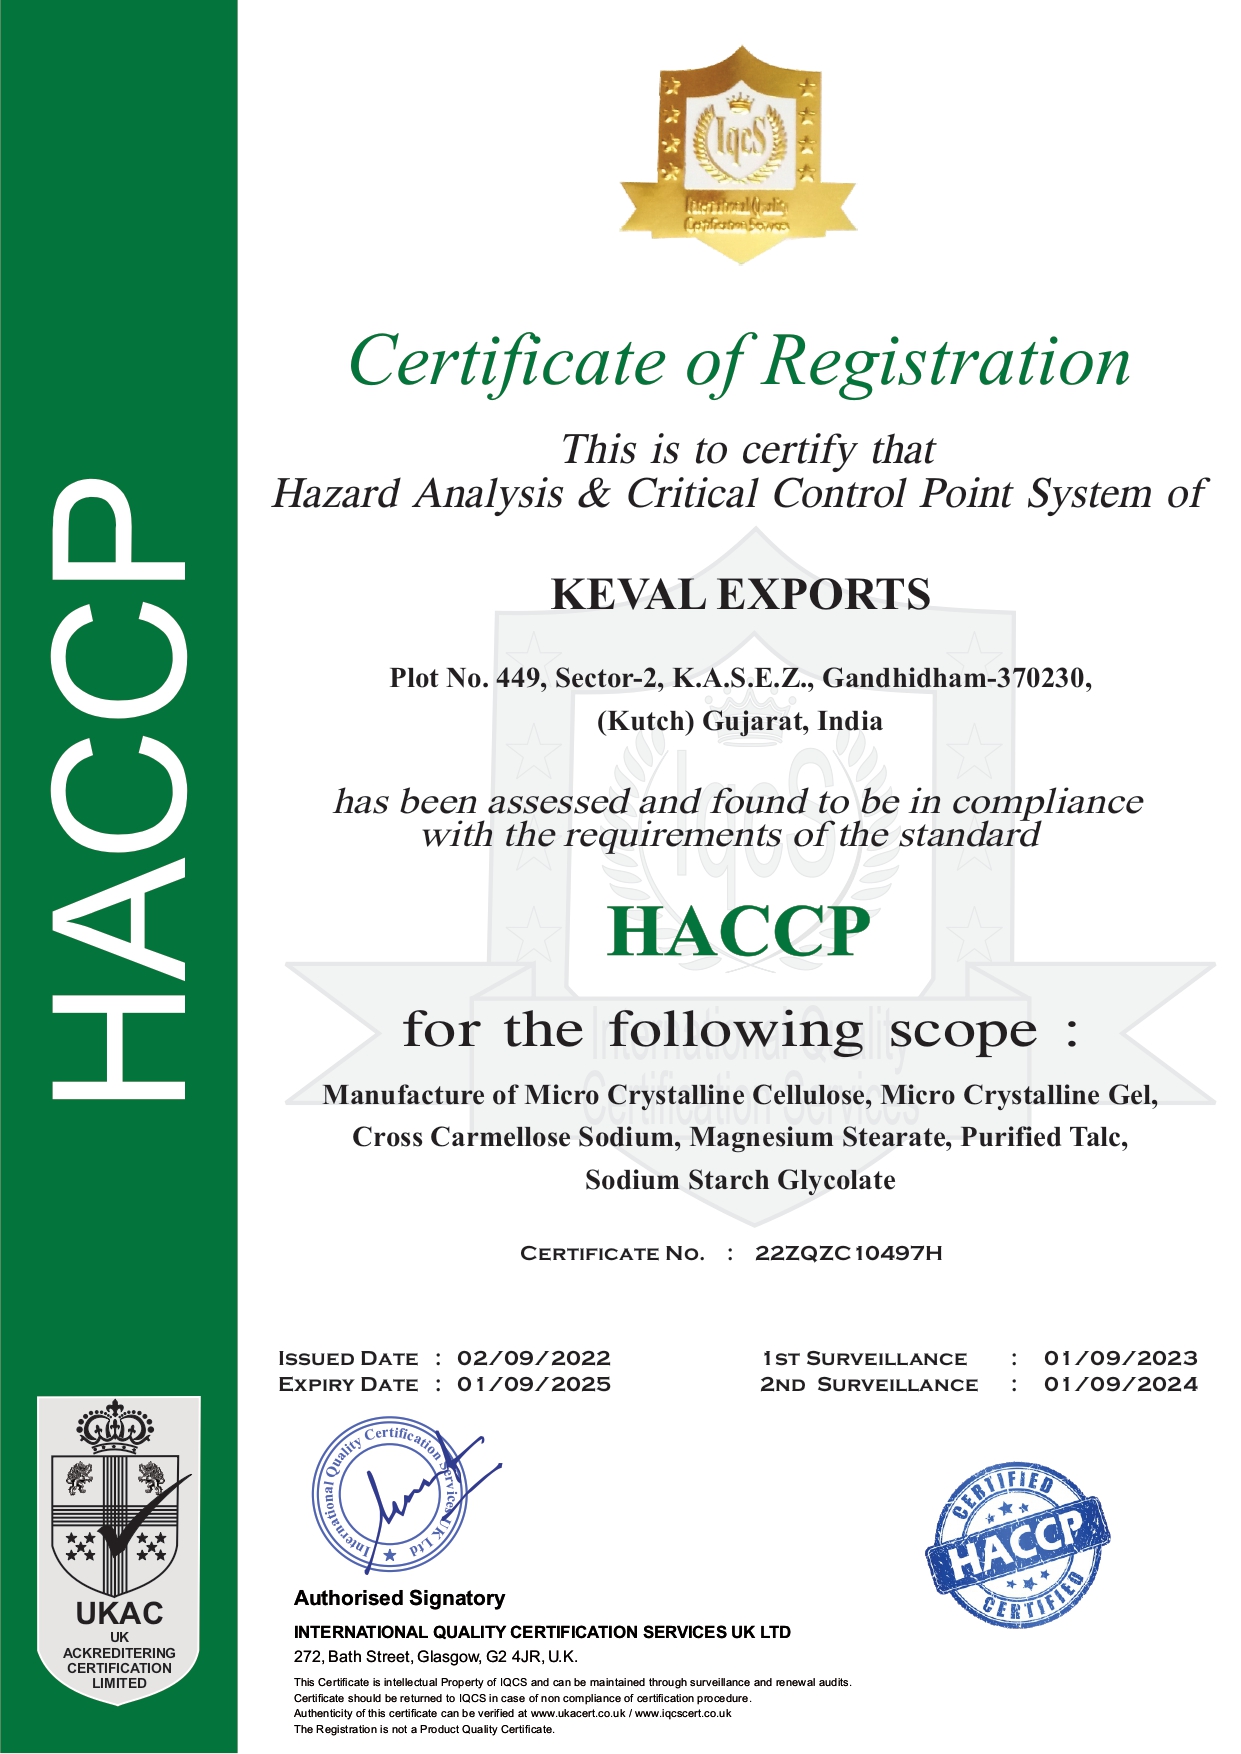 HACCP
IqcS
International Quality
Certification Services
Certificate of Registration
This is to certify that
Hazard Analysis & Critical Control Point System of
KEVAL EXPORTS
Plot No. 449, Sector-2, K.A.S.E.Z., Gandhidham-370230,
(Kutch) Gujarat, India
has been assessed and found to be in compliance
with the requirements of the standard
IqcS
HACCP
for the following scope :
International Quality
Certification Services
Manufacture of Micro Crystalline Cellulose, Micro Crystalline Gel,
Cross Carmellose Sodium, Magnesium Stearate, Purified Talc,
Sodium Starch Glycolate
CERTIFICATE NO. : 22ZQZC10497H
ISSUED DATE : 02/09/2022
EXPIRY DATE : 01/09/2025
1ST SURVEILLANCE : 01/09/2023
2ND SURVEILLANCE : 01/09/2024
International Quality Certification Services UK Ltd
CERTIFIED
HACCP
CERTIFIED
UKAC
UK
ACKREDITERING
CERTIFICATION
LIMITED
Authorised Signatory
INTERNATIONAL QUALITY CERTIFICATION SERVICES UK LTD
272, Bath Street, Glasgow, G2 4JR, U.K.
This Certificate is intellectual Property of IQCS and can be maintained through surveillance and renewal audits.
Certificate should be returned to IQCS in case of non compliance of certification procedure.
Authenticity of this certificate can be verified at www.ukacert.co.uk / www.iqcscert.co.uk
The Registration is not a Product Quality Certificate.